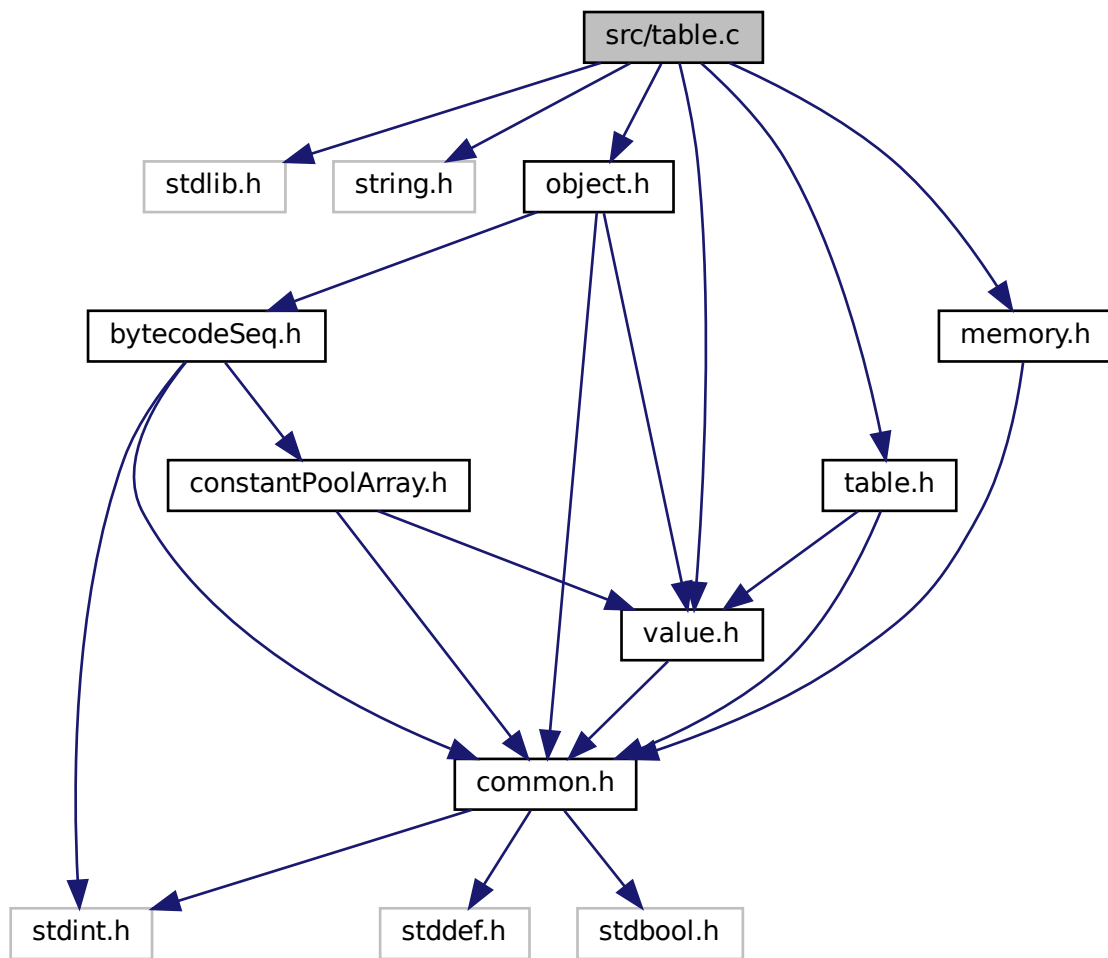 src/table.c
stdlib.h
string.h
object.h
bytecodeSeq.h
memory.h
constantPoolArray.h
table.h
value.h
common.h
stdint.h
stddef.h
stdbool.h